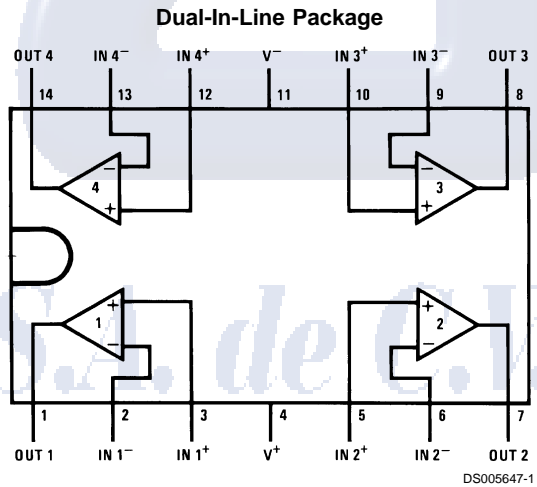 Dual-In-Line Package
OUT 4 IN 4⁻ IN 4⁺ V⁻ IN 3⁺ IN 3⁻ OUT 3
14 13 12 11 10 9 8
− −
4 3
+ +
+ +
1 2
− −
S.A. de C.V.
1 2 3 4 5 6 7
OUT 1 IN 1⁻ IN 1⁺ V⁺ IN 2⁺ IN 2⁻ OUT 2
DS005647-1